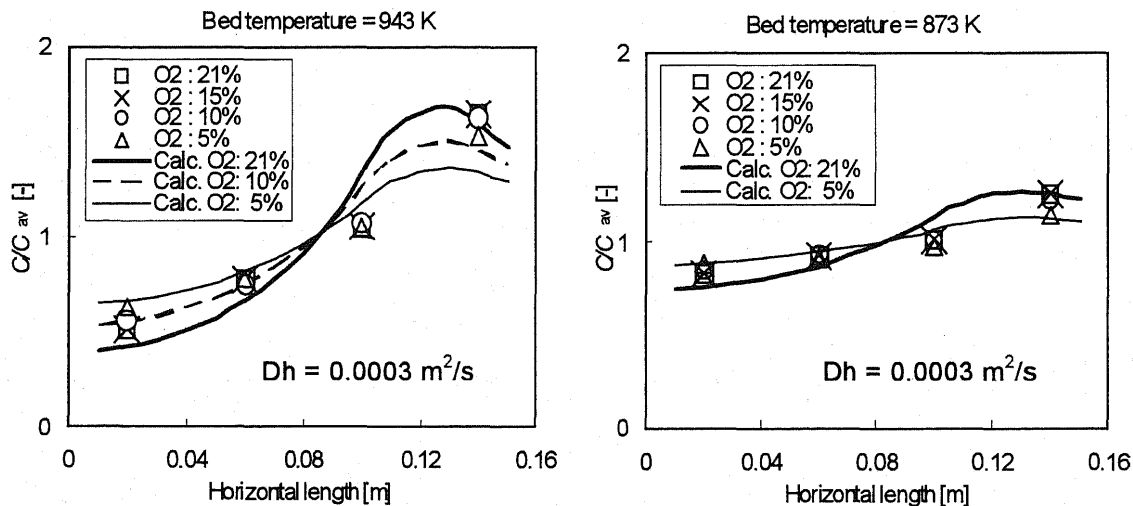 Bed temperature = 943 K
2
O2 : 21%
O2 : 15%
O2 : 10%
O2 : 5%
Calc. O2: 21%
Calc. O2: 10%
Calc. O2: 5%
C/C av [-]
1
Dh = 0.0003 m²/s
0
0 0.04 0.08 0.12 0.16
Horizontal length [m]
Bed temperature = 873 K
2
O2 : 21%
O2 : 15%
O2 : 10%
O2 : 5%
Calc. O2: 21%
Calc. O2: 5%
C/C av [-]
1
Dh = 0.0003 m²/s
0
0 0.04 0.08 0.12 0.16
Horizontal length [m]